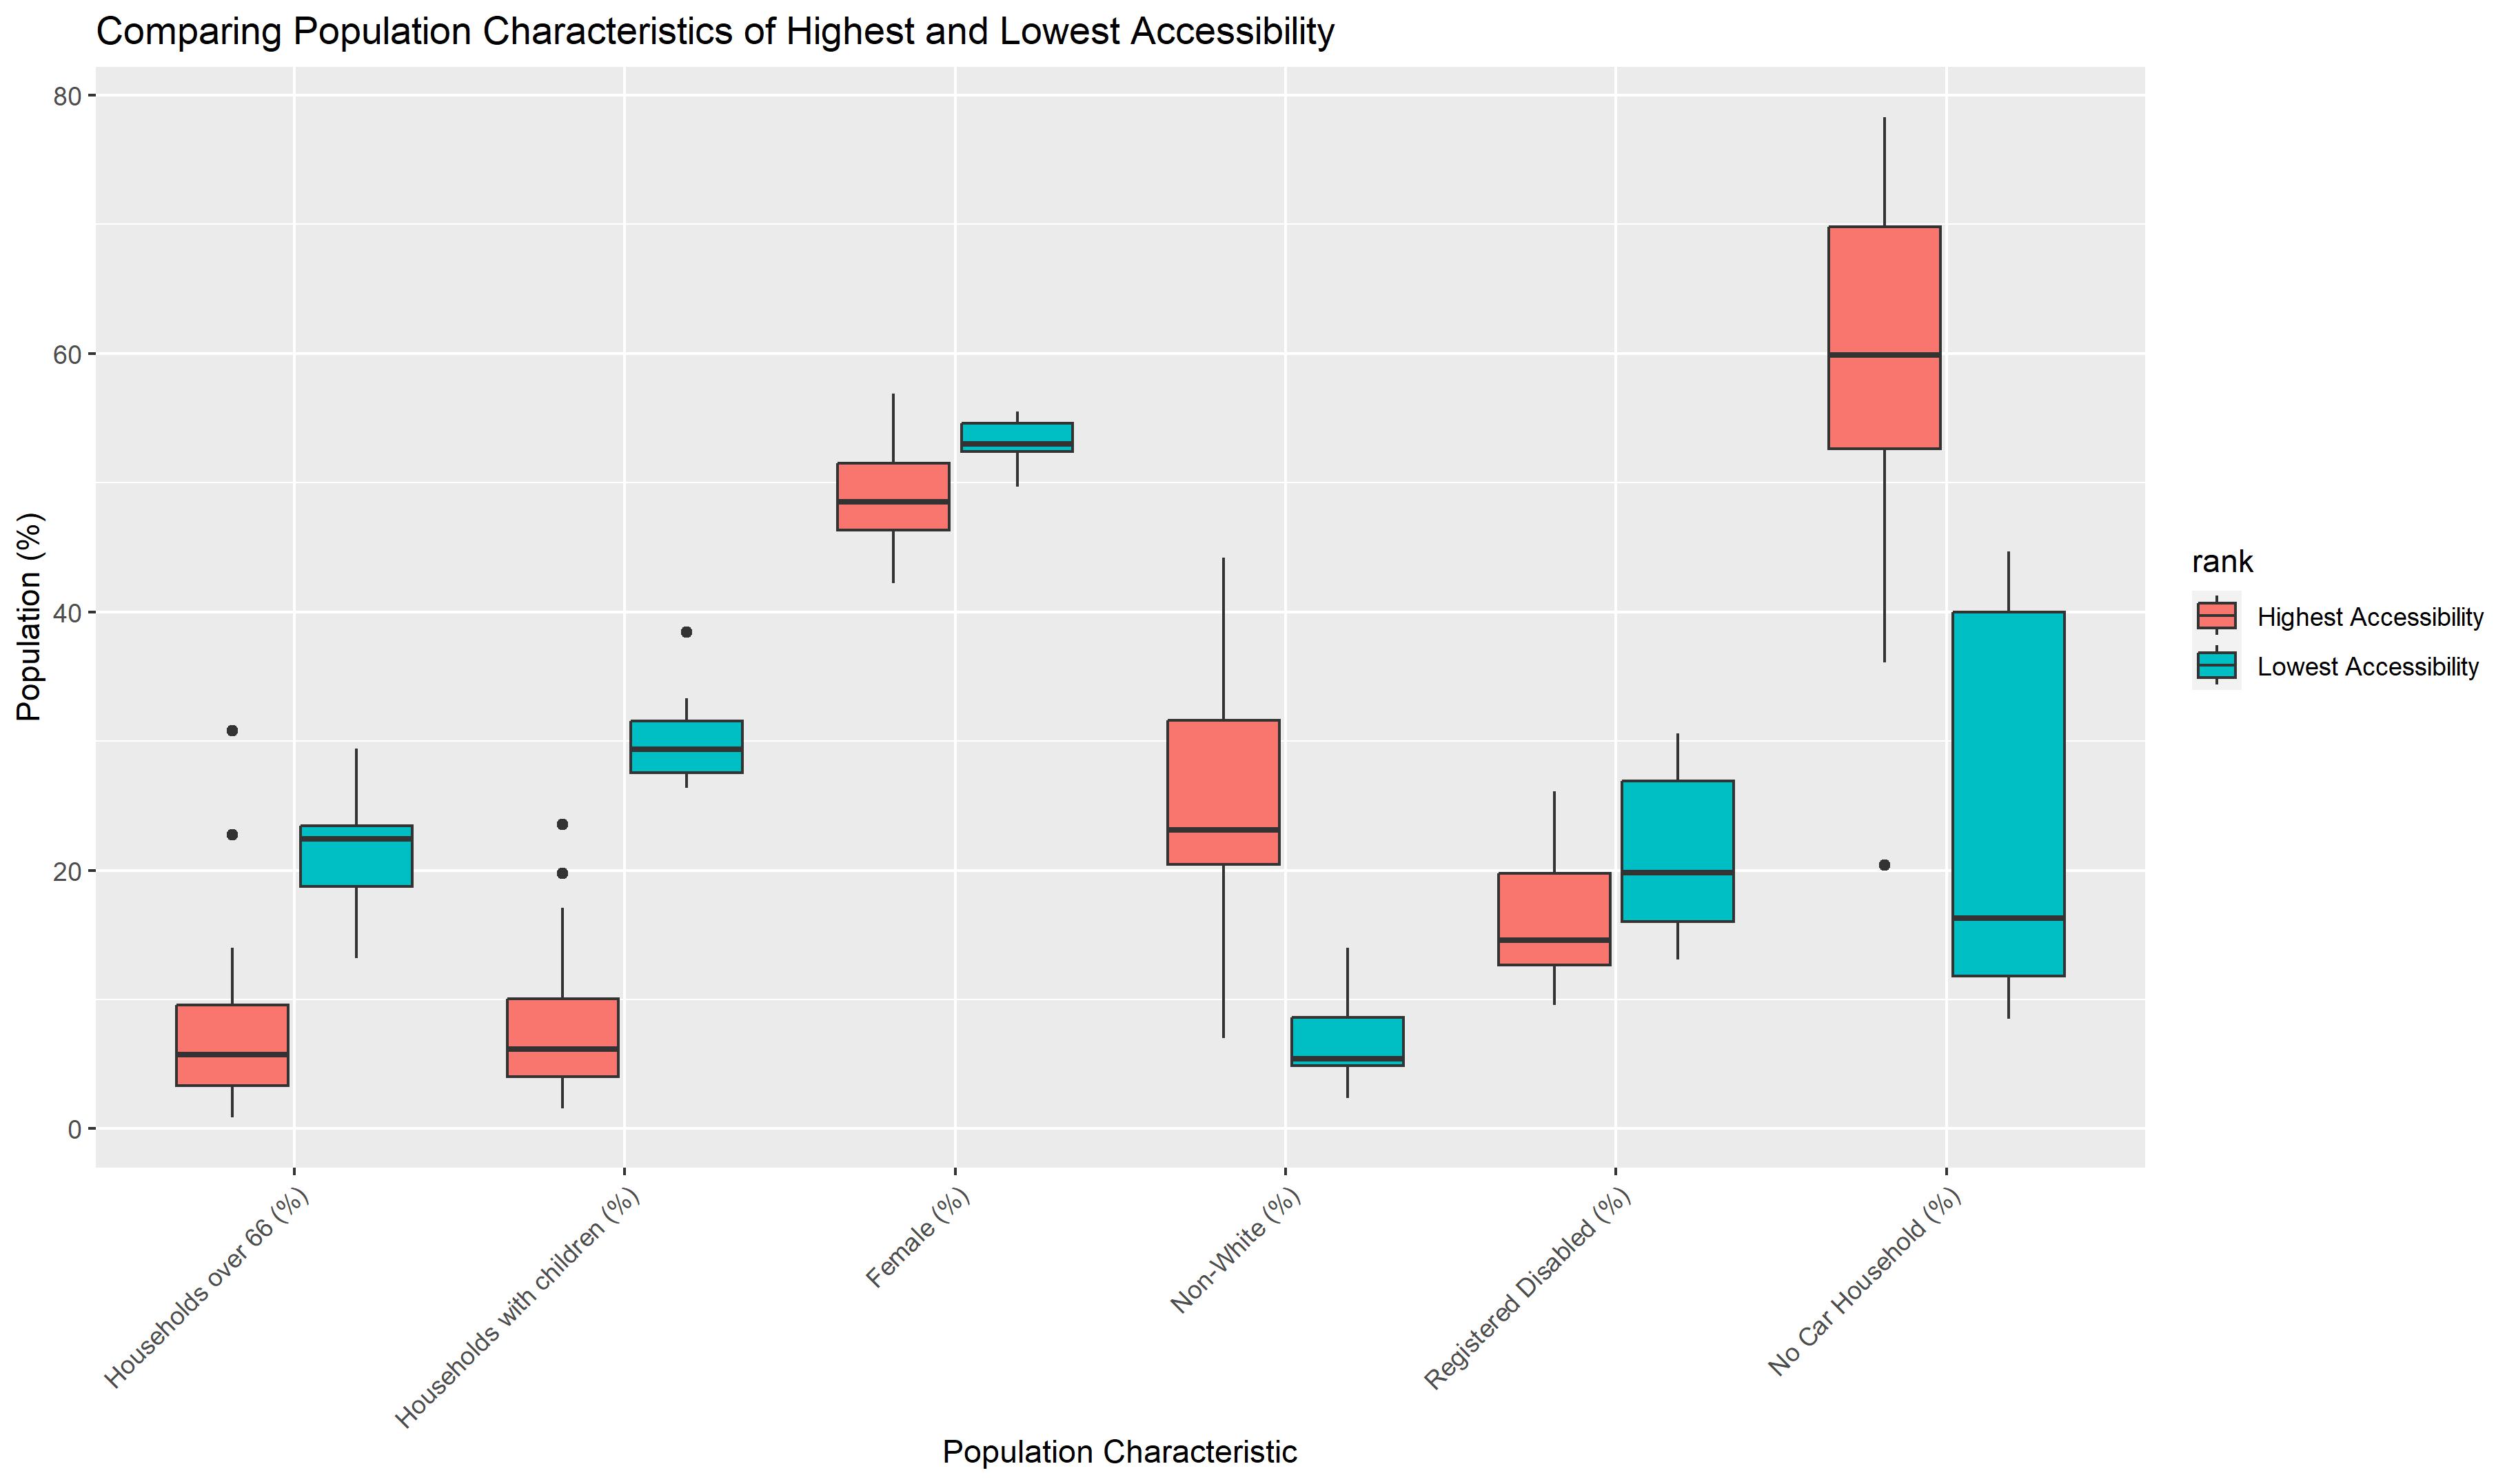 Comparing Population Characteristics of Highest and Lowest Accessibility
Population (%)
80
60
40
20
0
Households over 66 (%)
Households with children (%)
Female (%)
Non-White (%)
Registered Disabled (%)
No Car Household (%)
Population Characteristic
rank
Highest Accessibility
Lowest Accessibility